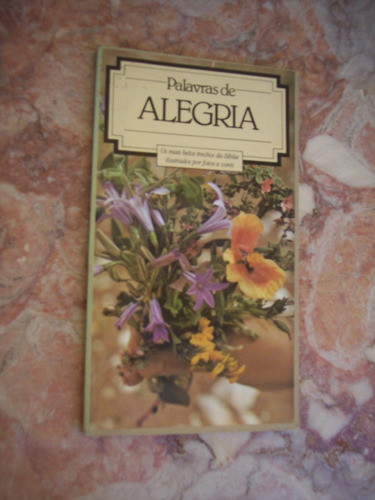 Palavras de
ALEGRIA
Os mais belos trechos da Bíblia
ilustrados por fotos a cores